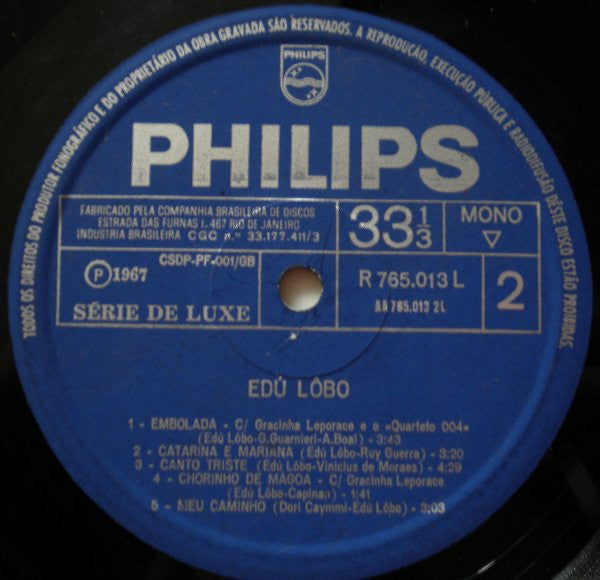 TODOS OS DIREITOS DO PRODUTOR FONOGRÁFICO E DO PROPRIETÁRIO DA OBRA GRAVADA SÃO RESERVADOS. A REPRODUÇÃO, EXECUÇÃO PÚBLICA E RADIODIFUSÃO DÊSTE DISCO ESTÃO PROIBIDAS.
PHILIPS
PHILIPS
FABRICADO PELA COMPANHIA BRASILEIRA DE DISCOS
ESTRADA DAS FURNAS 1.467 RIO DE JANEIRO
INDUSTRIA BRASILEIRA CGC n.º 33.177.411/3
33 1/3
MONO
CSDP-PF-001/GB
Ⓟ 1967
SÉRIE DE LUXE
R 765.013 L
AA 765.013 2L
2
EDÚ LÔBO
1 - EMBOLADA - C/ Gracinha Leporace e o «Quarteto 004»
(Edú Lôbo-G.Guarnieri-A.Boal) - 3:43
2 - CATARINA E MARIANA (Edú Lôbo-Ruy Guerra) - 3:20
3 - CANTO TRISTE (Edú Lôbo-Vinicius de Moraes) - 4:29
4 - CHORINHO DE MÁGOA - C/ Gracinha Leporace
(Edú Lôbo-Capinan) - 1:41
5 - MEU CAMINHO (Dori Caymmi-Edú Lôbo) - 3:03